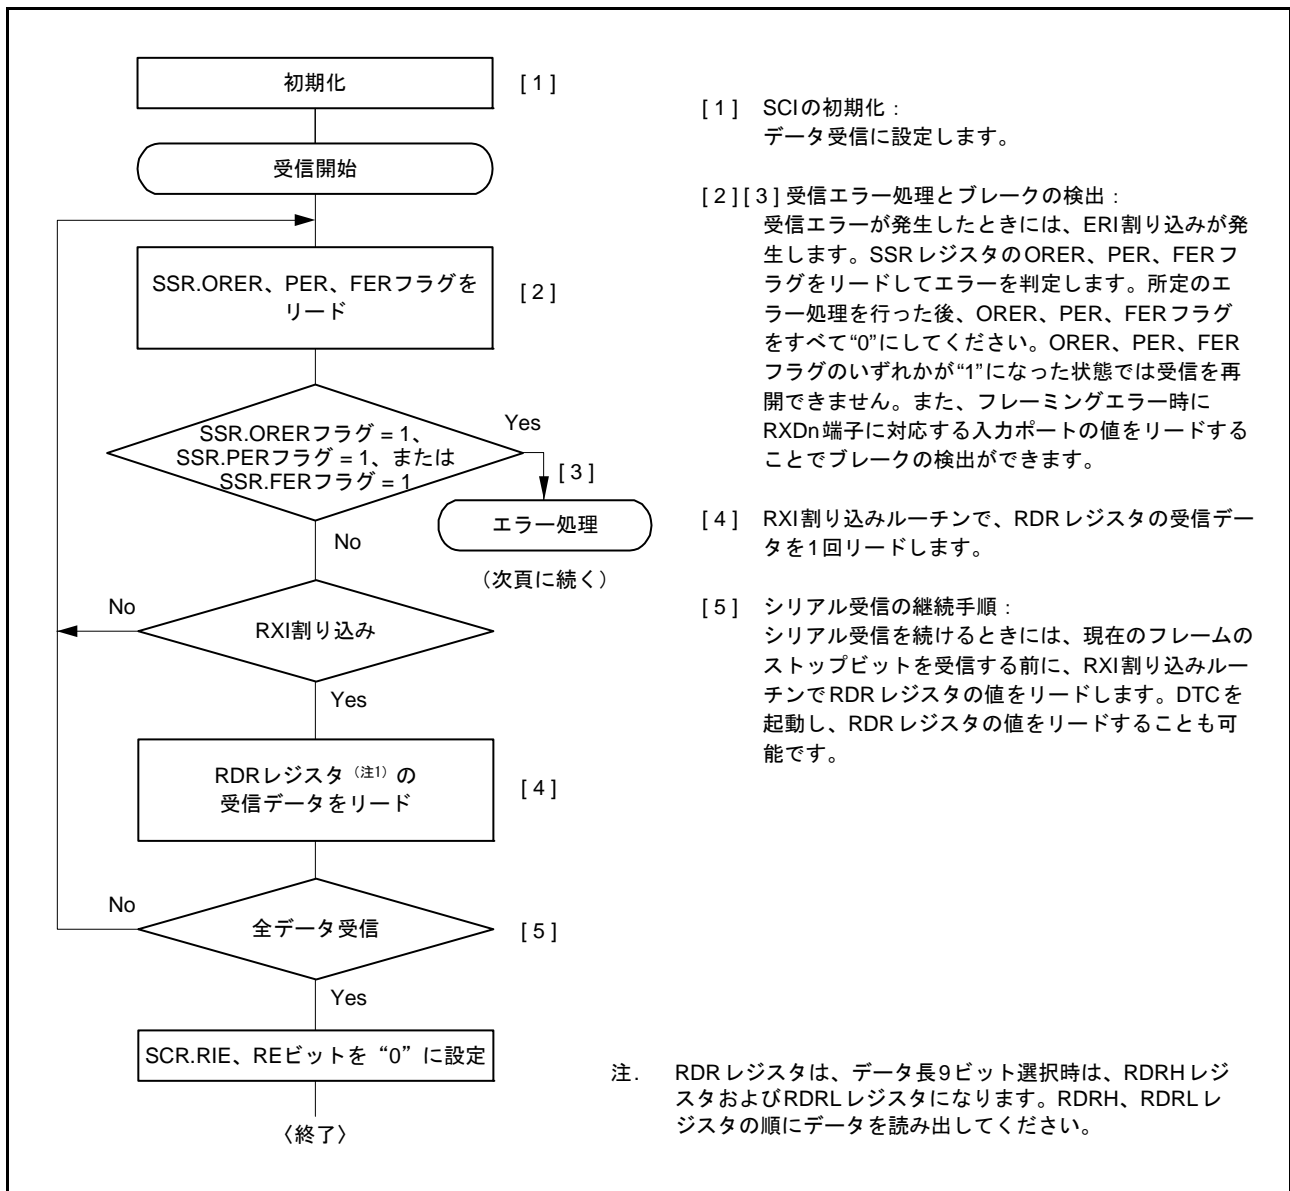 初期化
[ 1 ]
受信開始
SSR.ORER、PER、FERフラグを
リード
[ 2 ]
SSR.ORERフラグ = 1、
SSR.PERフラグ = 1、または
SSR.FERフラグ = 1
Yes
[ 3 ]
エラー処理
（次頁に続く）
No
RXI割り込み
No
Yes
RDRレジスタ（注1）の
受信データをリード
[ 4 ]
全データ受信
No
[ 5 ]
Yes
SCR.RIE、REビットを“0”に設定
〈終了〉
[ 1 ] SCIの初期化：
データ受信に設定します。
[ 2 ][ 3 ] 受信エラー処理とブレークの検出：
受信エラーが発生したときには、ERI割り込みが発
生します。SSRレジスタのORER、PER、FERフ
ラグをリードしてエラーを判定します。所定のエ
ラー処理を行った後、ORER、PER、FERフラグ
をすべて“0”にしてください。ORER、PER、FER
フラグのいずれかが“1”になった状態では受信を再
開できません。また、フレーミングエラー時に
RXDn端子に対応する入力ポートの値をリードする
ことでブレークの検出ができます。
[ 4 ] RXI割り込みルーチンで、RDRレジスタの受信デー
タを1回リードします。
[ 5 ] シリアル受信の継続手順：
シリアル受信を続けるときには、現在のフレームの
ストップビットを受信する前に、RXI割り込みルー
チンでRDRレジスタの値をリードします。DTCを
起動し、RDRレジスタの値をリードすることも可
能です。
注. RDRレジスタは、データ長9ビット選択時は、RDRHレジ
スタおよびRDRLレジスタになります。RDRH、RDRLレ
ジスタの順にデータを読み出してください。